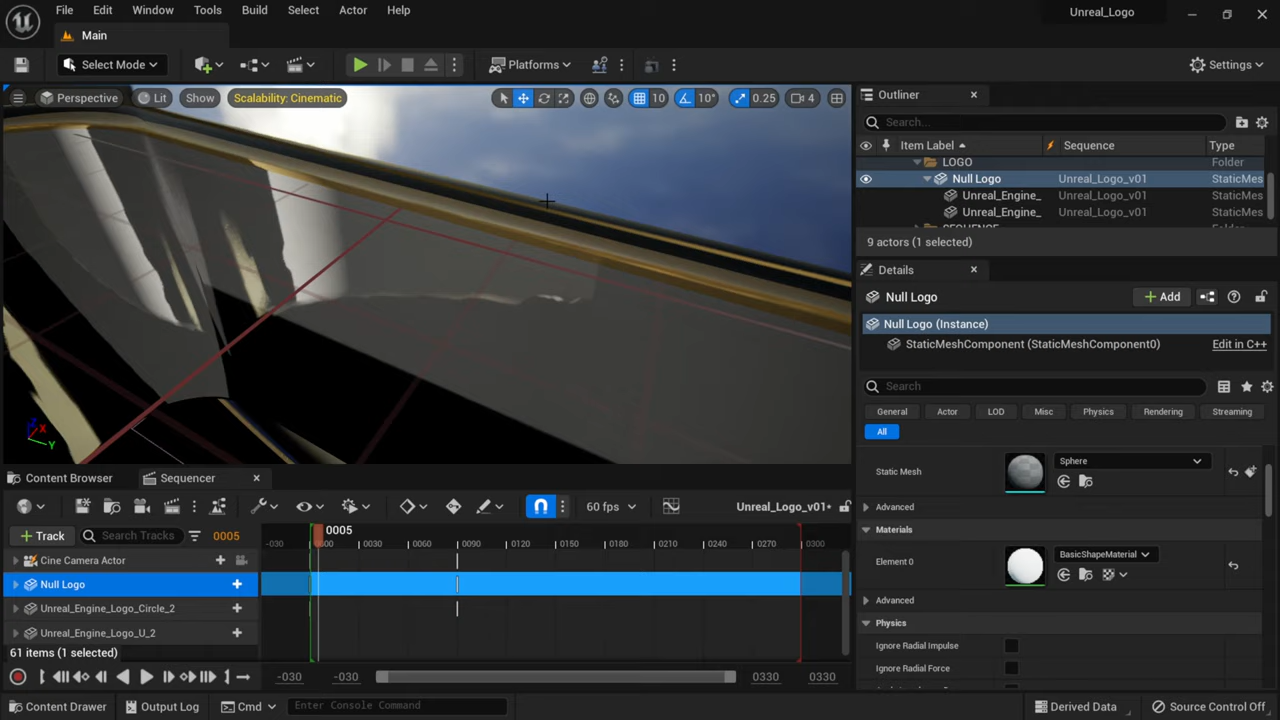 File Edit Window Tools Build Select Actor Help
Unreal_Logo
Main
Select Mode
Platforms
Settings
Perspective Lit Show Scalability: Cinematic
10 10° 0.25 4
Outliner
Search...
Item Label Sequence Type
LOGO Folder
Null Logo Unreal_Logo_v01 StaticMes
Unreal_Engine_ Unreal_Logo_v01 StaticMes
Unreal_Engine_ Unreal_Logo_v01 StaticMes
9 actors (1 selected)
Details
Null Logo
Add
Null Logo (Instance)
StaticMeshComponent (StaticMeshComponent0) Edit in C++
Search
General Actor LOD Misc Physics Rendering Streaming
All
Static Mesh Sphere
Advanced
Materials
Element 0 BasicShapeMaterial
Advanced
Physics
Ignore Radial Impulse
Ignore Radial Force
X
Y
Content Browser Sequencer
60 fps Unreal_Logo_v01*
+ Track Search Tracks 0005
0005
-030 0030 0060 0090 0120 0150 0180 0210 0240 0270 0300
Cine Camera Actor
Null Logo
Unreal_Engine_Logo_Circle_2
Unreal_Engine_Logo_U_2
61 items (1 selected)
-030 -030 0330 0330
Content Drawer Output Log Cmd Enter Console Command Derived Data Source Control Off